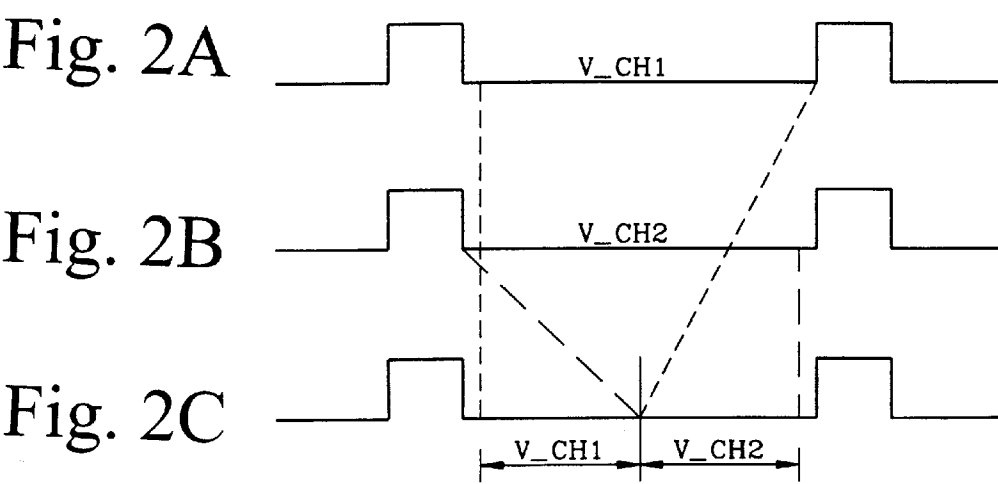 Fig. 2A
V_CH1
Fig. 2B
V_CH2
Fig. 2C
V_CH1 V_CH2